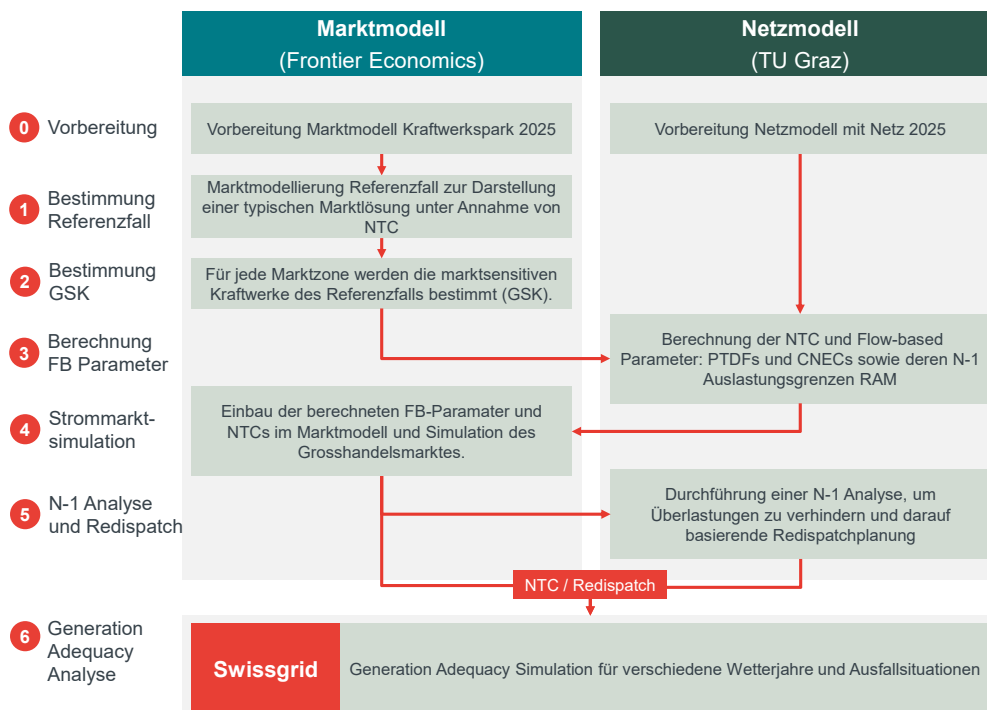 Marktmodell
(Frontier Economics)
Netzmodell
(TU Graz)
0 Vorbereitung
Vorbereitung Marktmodell Kraftwerkspark 2025
Vorbereitung Netzmodell mit Netz 2025
1 Bestimmung
Referenzfall
Marktmodellierung Referenzfall zur Darstellung
einer typischen Marktlösung unter Annahme von
NTC
2 Bestimmung
GSK
Für jede Marktzone werden die marktsensitiven
Kraftwerke des Referenzfalls bestimmt (GSK).
3 Berechnung
FB Parameter
Berechnung der NTC und Flow-based
Parameter: PTDFs und CNECs sowie deren N-1
Auslastungsgrenzen RAM
4 Strommarkt-
simulation
Einbau der berechneten FB-Paramater und
NTCs im Marktmodell und Simulation des
Grosshandelsmarktes.
5 N-1 Analyse
und Redispatch
Durchführung einer N-1 Analyse, um
Überlastungen zu verhindern und darauf
basierende Redispatchplanung
NTC / Redispatch
6 Generation
Adequacy
Analyse
Swissgrid
Generation Adequacy Simulation für verschiedene Wetterjahre und Ausfallsituationen